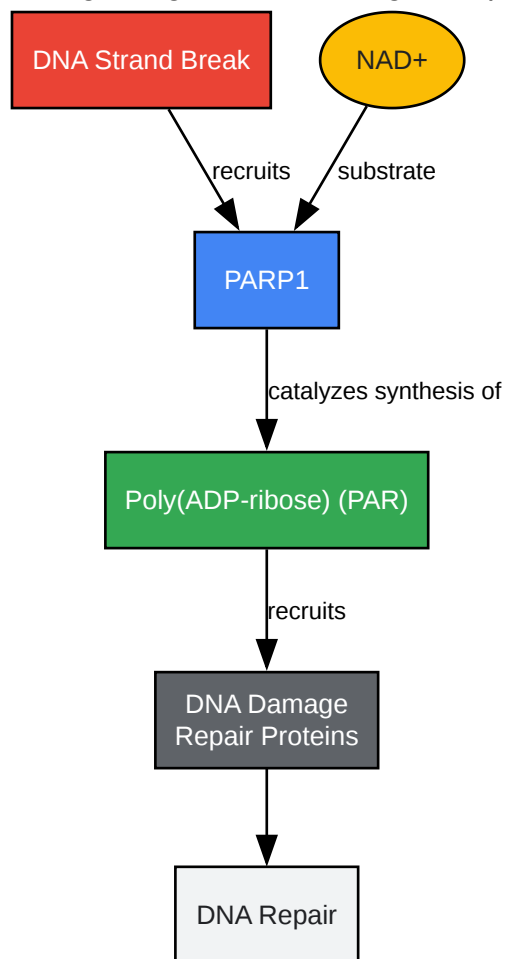 DNA Strand Break
NAD+
recruits
substrate
PARP1
catalyzes synthesis of
Poly(ADP-ribose) (PAR)
recruits
DNA Damage
Repair Proteins
DNA Repair